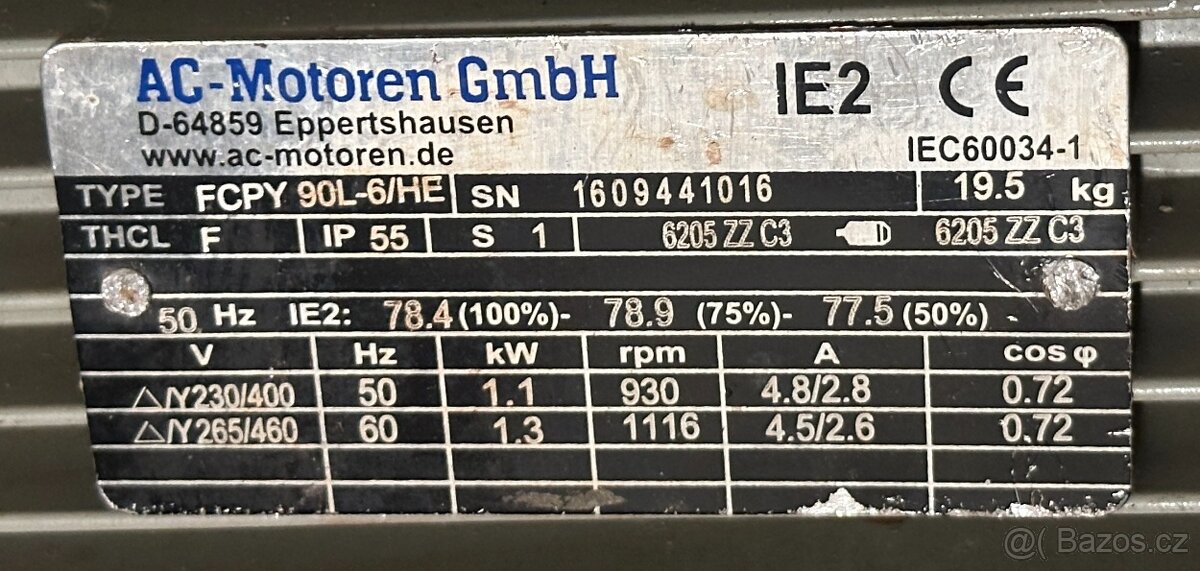 AC-Motoren GmbH IE2 CE
D-64859 Eppertshausen
www.ac-motoren.de IEC60034-1
TYPE FCPY 90L-6/HE SN 1609441016 19.5 kg
THCL F IP 55 S 1 6205 ZZ C3 6205 ZZ C3
50 Hz IE2: 78.4 (100%)- 78.9 (75%)- 77.5 (50%)
V Hz kW rpm A cos φ
△/Y 230/400 50 1.1 930 4.8/2.8 0.72
△/Y 265/460 60 1.3 1116 4.5/2.6 0.72
@( Bazos.cz